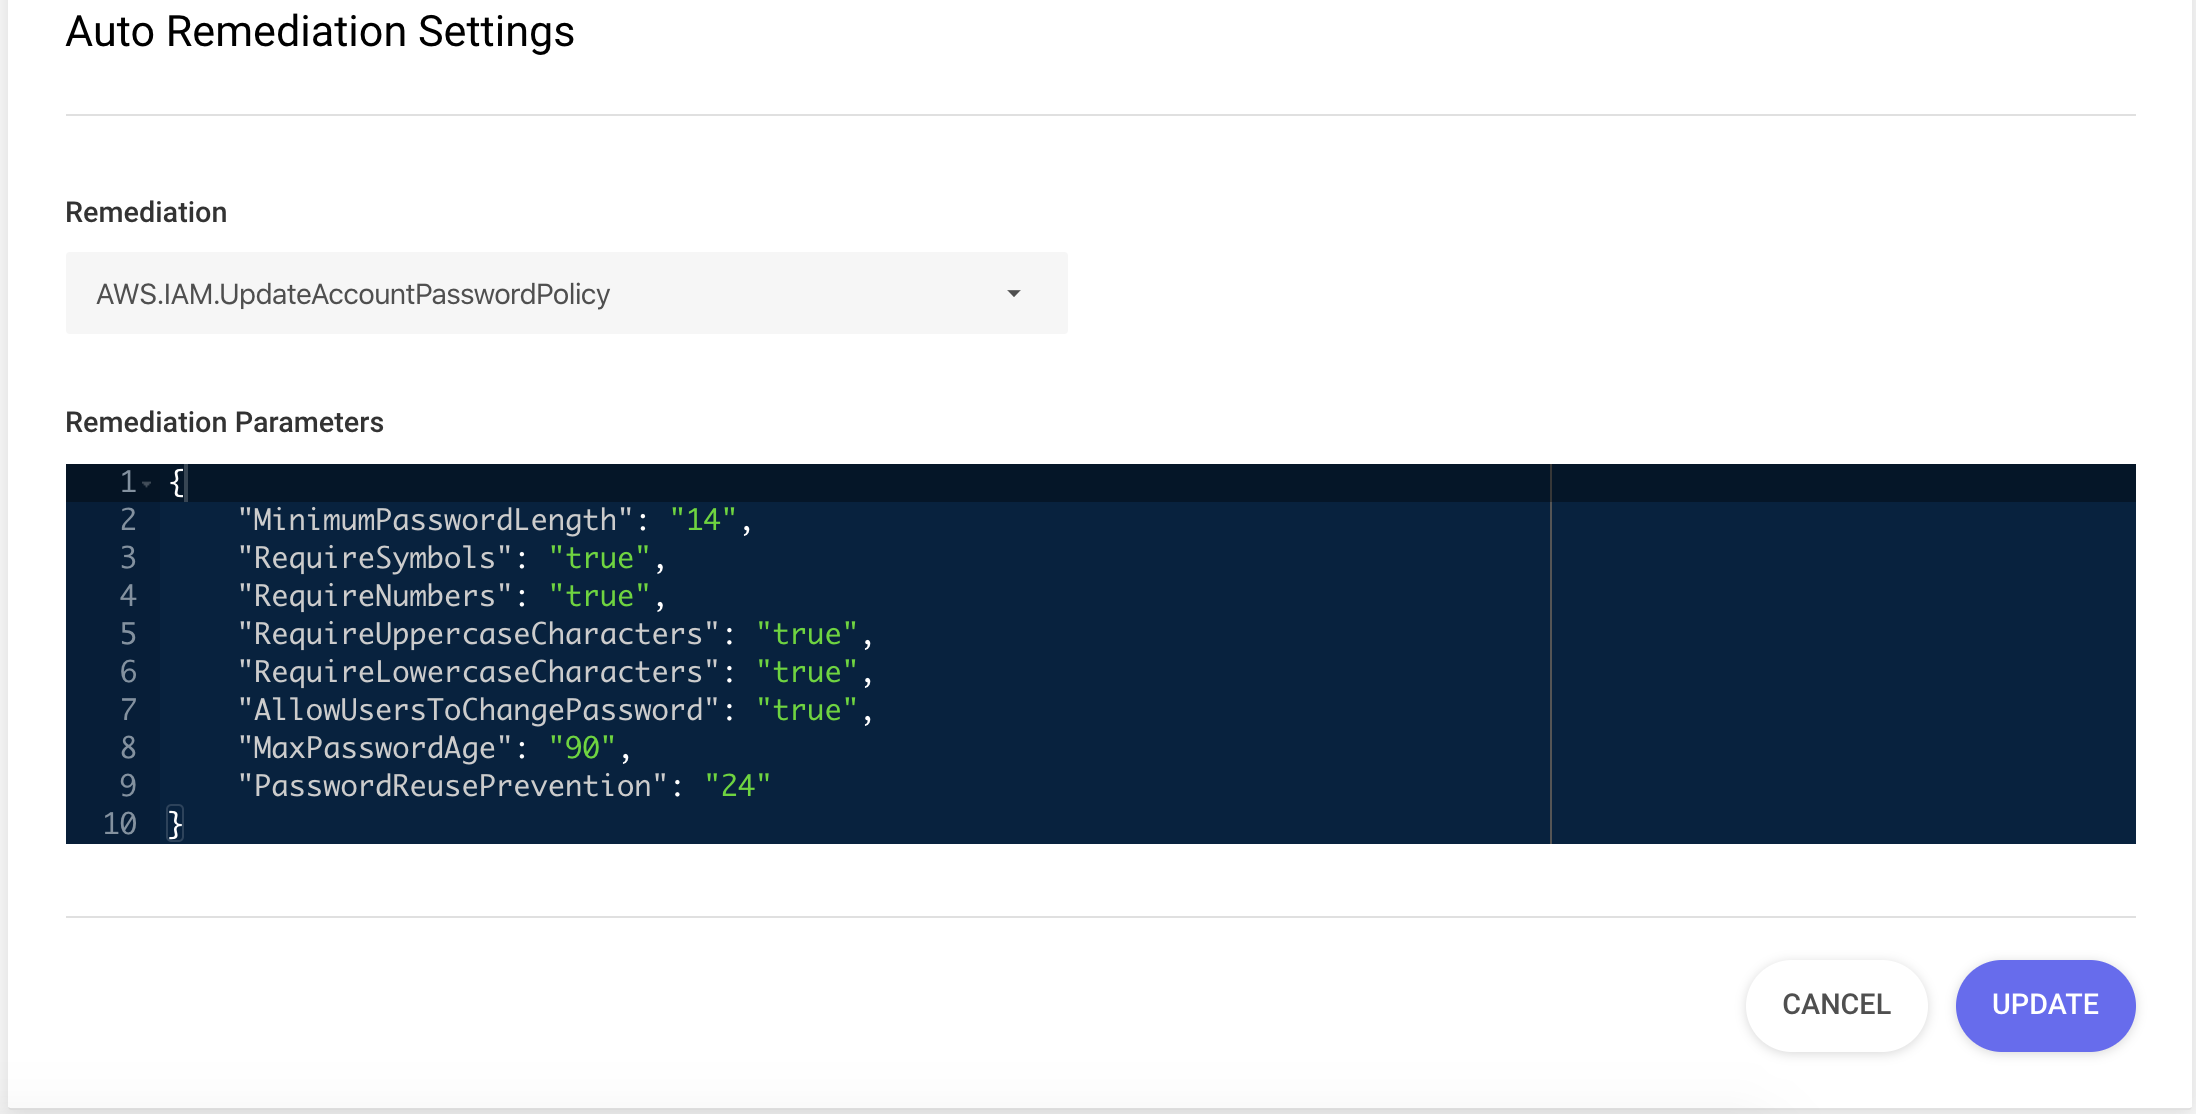 Auto Remediation Settings
Remediation
AWS.IAM.UpdateAccountPasswordPolicy
Remediation Parameters
1 {
2 "MinimumPasswordLength": "14",
3 "RequireSymbols": "true",
4 "RequireNumbers": "true",
5 "RequireUppercaseCharacters": "true",
6 "RequireLowercaseCharacters": "true",
7 "AllowUsersToChangePassword": "true",
8 "MaxPasswordAge": "90",
9 "PasswordReusePrevention": "24"
10 }
CANCEL UPDATE